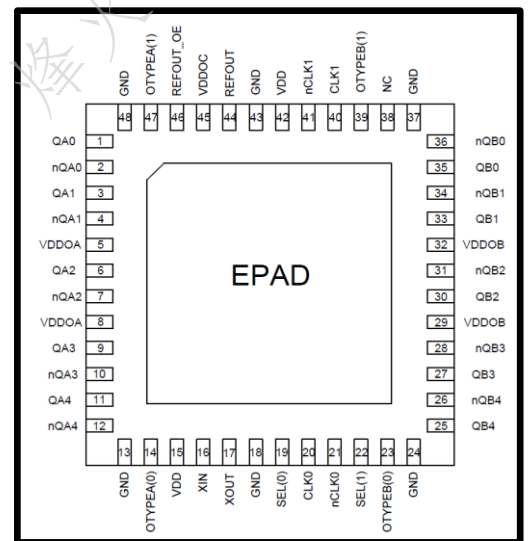 烽火
GND OTYPEA(1) REFOUT_OE VDDOC REFOUT GND VDD nCLK1 CLK1 OTYPEB(1) NC GND
48 47 46 45 44 43 42 41 40 39 38 37
QA0 1 36 nQB0
nQA0 2 35 QB0
QA1 3 34 nQB1
nQA1 4 33 QB1
VDDOA 5 32 VDDOB
QA2 6 31 nQB2
EPAD
nQA2 7 30 QB2
VDDOA 8 29 VDDOB
QA3 9 28 nQB3
nQA3 10 27 QB3
QA4 11 26 nQB4
nQA4 12 25 QB4
13 14 15 16 17 18 19 20 21 22 23 24
GND OTYPEA(0) VDD XIN XOUT GND SEL(0) CLK0 nCLK0 SEL(1) OTYPEB(0) GND